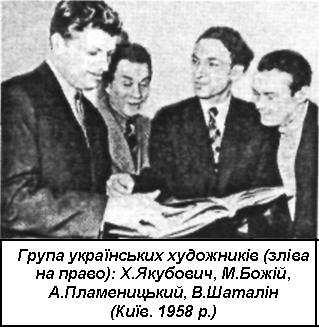 Група українських художників (зліва
на право): Х.Якубович, М.Божій,
А.Пламеницький, В.Шаталін
(Київ. 1958 р.)